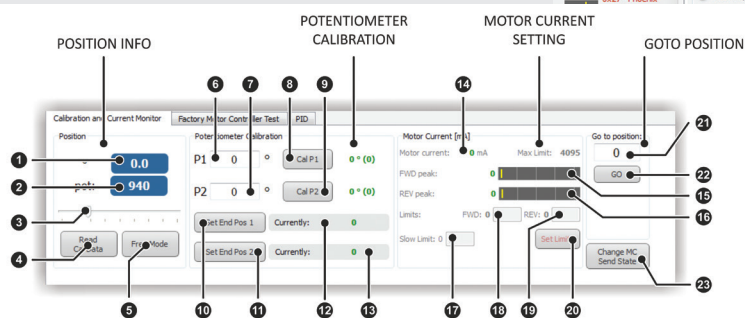 POSITION INFO
POTENTIOMETER
CALIBRATION
MOTOR CURRENT
SETTING
GOTO POSITION
6
7
8
9
14
21
Calibration and Current Monitor
Factory Motor Controller Test
PID
Position
Potentiometer Calibration
Motor Current [mA]
Go to position:
1
0.0
P1
0
°
Cal P1
0 ° (0)
Motor current:
0 mA
Max Limit: 4095
0
2
pot:
940
FWD peak:
0
GO
22
15
3
P2
0
°
Cal P2
0 ° (0)
REV peak:
0
16
Set End Pos 1
Currently:
0
Limits:
FWD: 0
REV: 0
Read
Data
Mode
Set End Pos 2
Currently:
0
Slow Limit: 0
Set Limit
Change MC
Send State
4
5
10
11
12
13
17
18
19
20
23